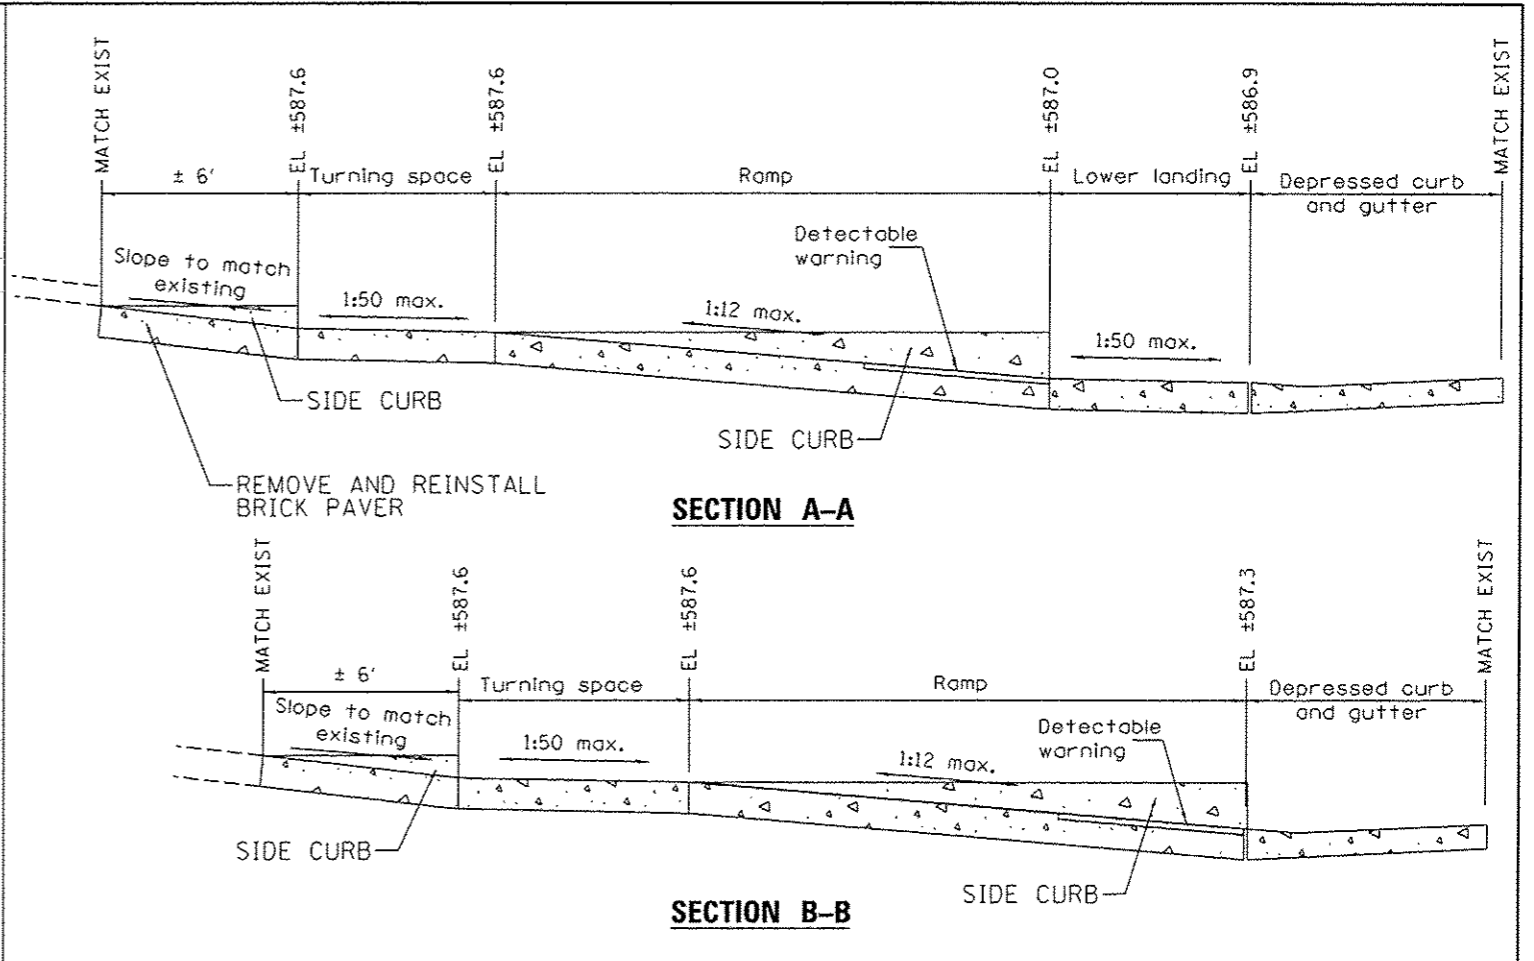 MATCH EXIST
EL ±587.6
EL ±587.6
EL ±587.0
EL ±586.9
MATCH EXIST
± 6'
Turning space
Ramp
Lower landing
Depressed curb
and gutter
Slope to match
existing
1:50 max.
1:12 max.
Detectable
warning
1:50 max.
SIDE CURB
SIDE CURB
REMOVE AND REINSTALL
BRICK PAVER
SECTION A-A
MATCH EXIST
EL ±587.6
EL ±587.6
EL ±587.3
MATCH EXIST
± 6'
Turning space
Ramp
Depressed curb
and gutter
Slope to match
existing
1:50 max.
1:12 max.
Detectable
warning
SIDE CURB
SIDE CURB
SECTION B-B